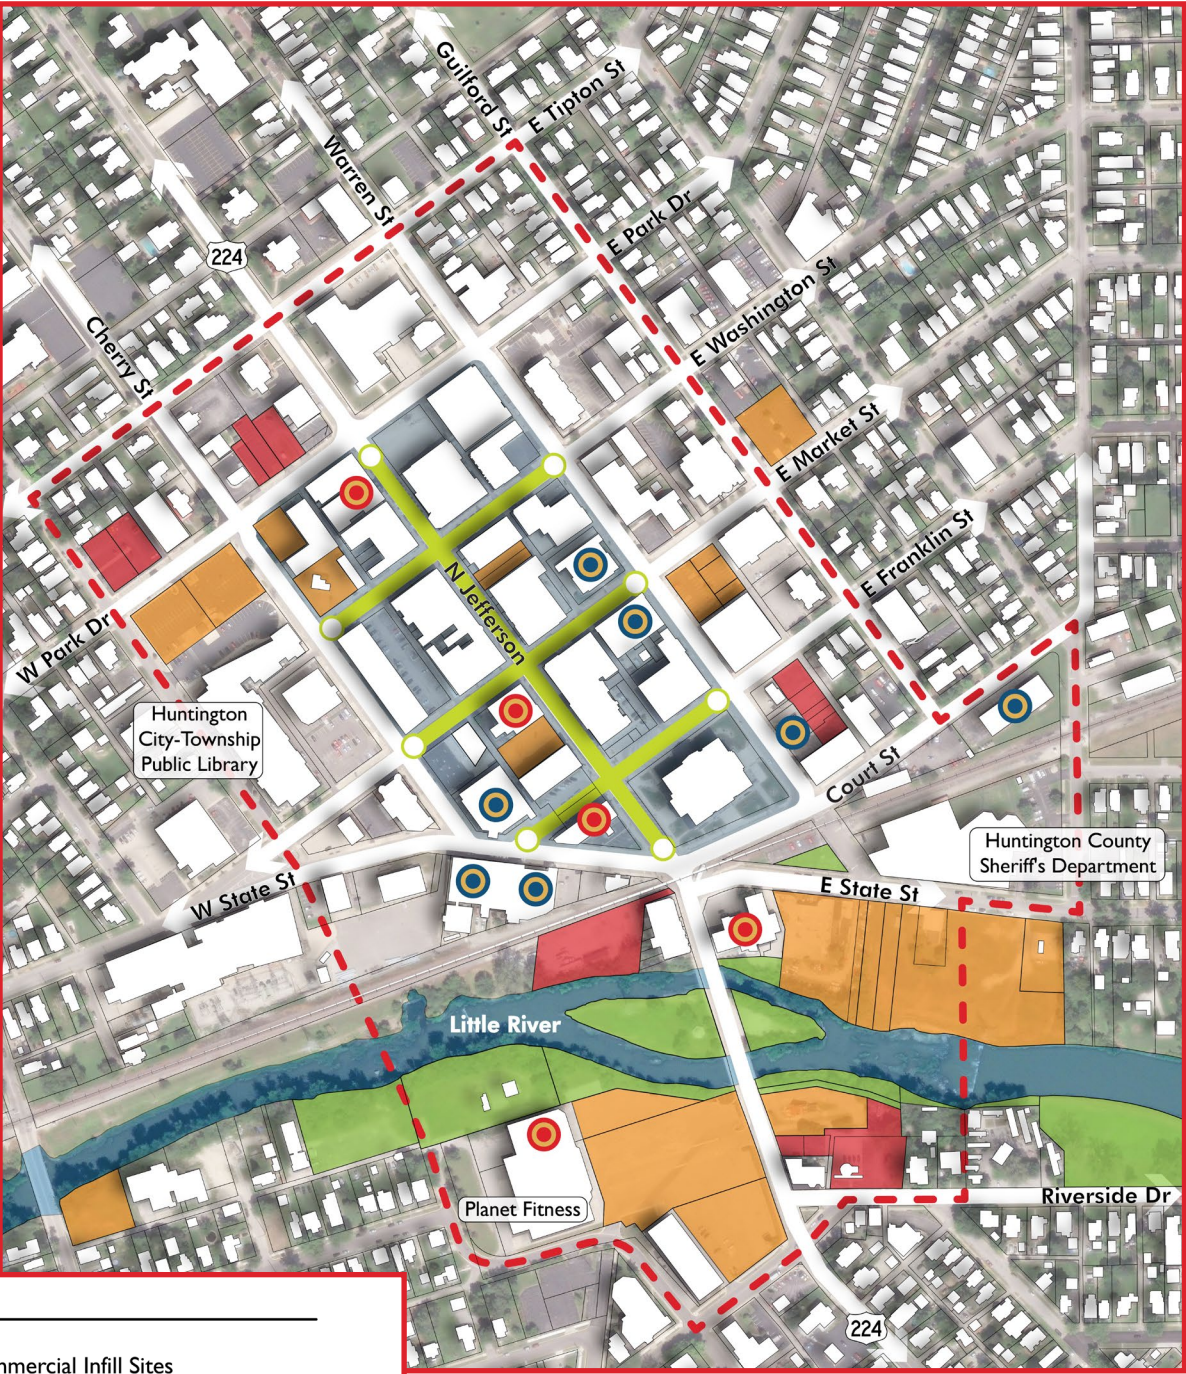 Guilford St
E Tipton St
Warren St
E Park Dr
224
E Washington St
Cherry St
E Market St
E Franklin St
N Jefferson
W Park Dr
Huntington
City-Township
Public Library
Court St
Huntington County
Sheriff's Department
W State St
E State St
Little River
Riverside Dr
Planet Fitness
224
mmercial Infill Sites